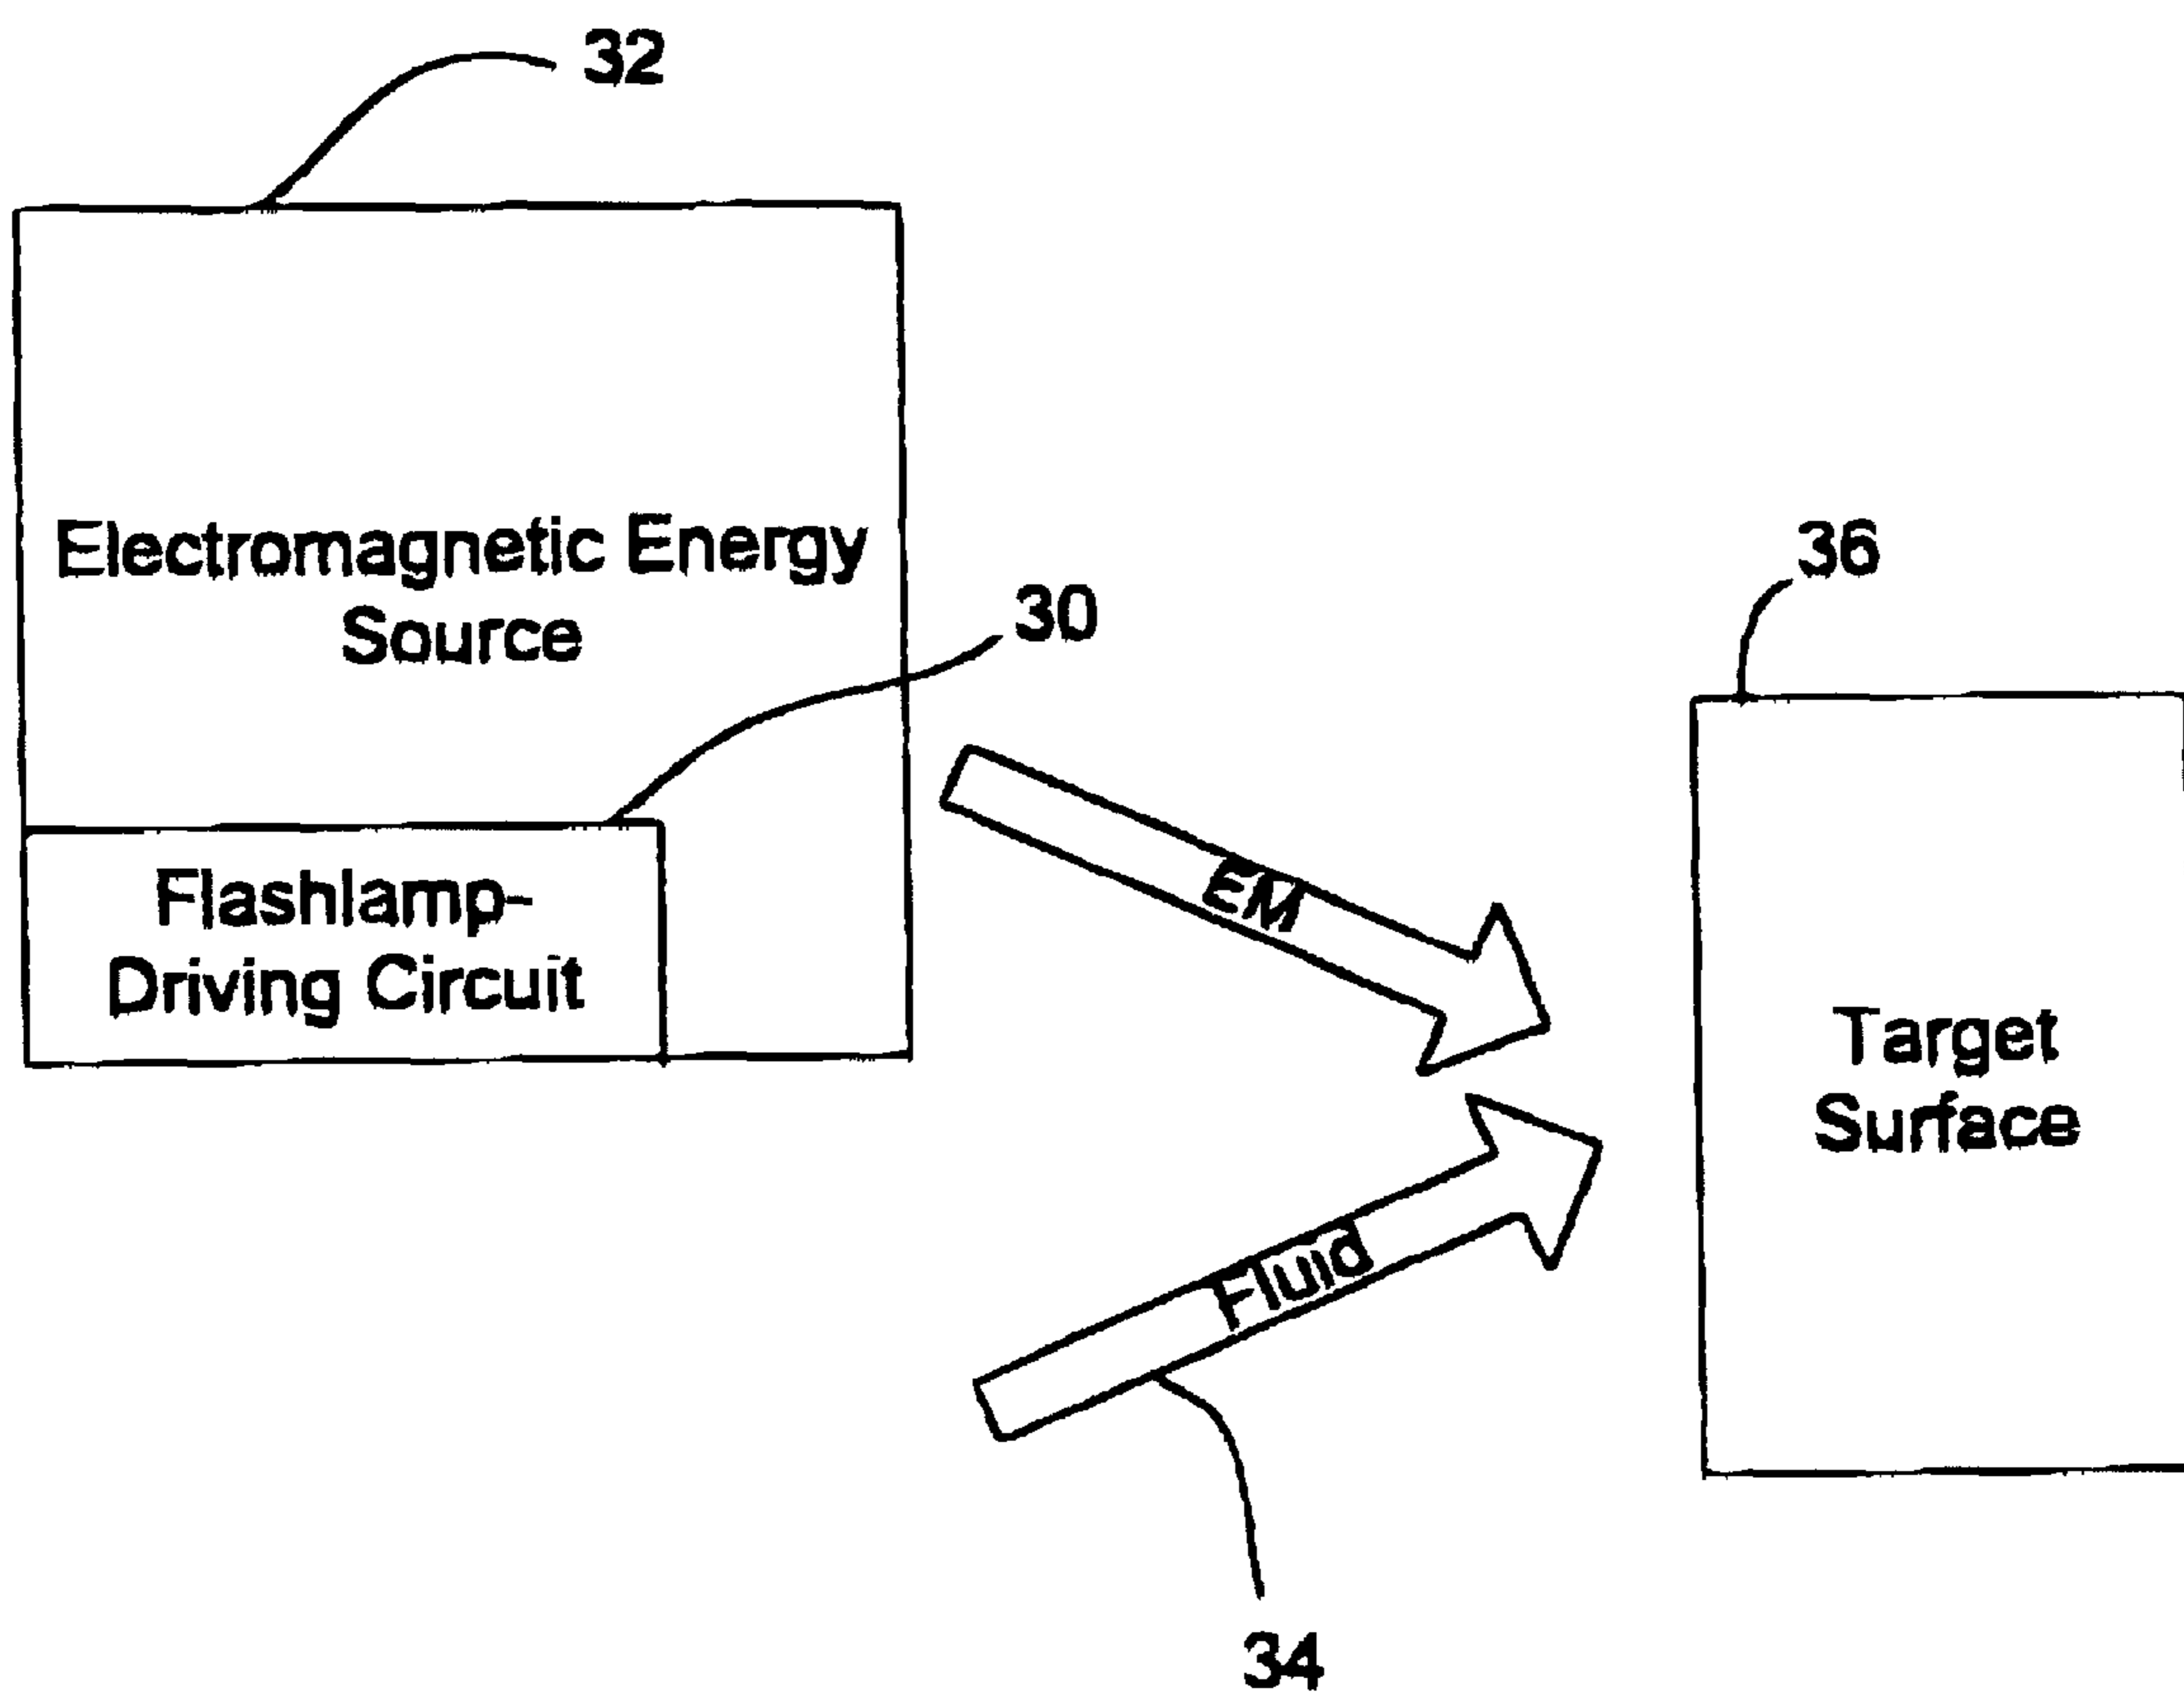 32
Electromagnetic Energy
Source
30
36
Flashlamp-
Driving Circuit
EM
Target
Surface
Fluid
34